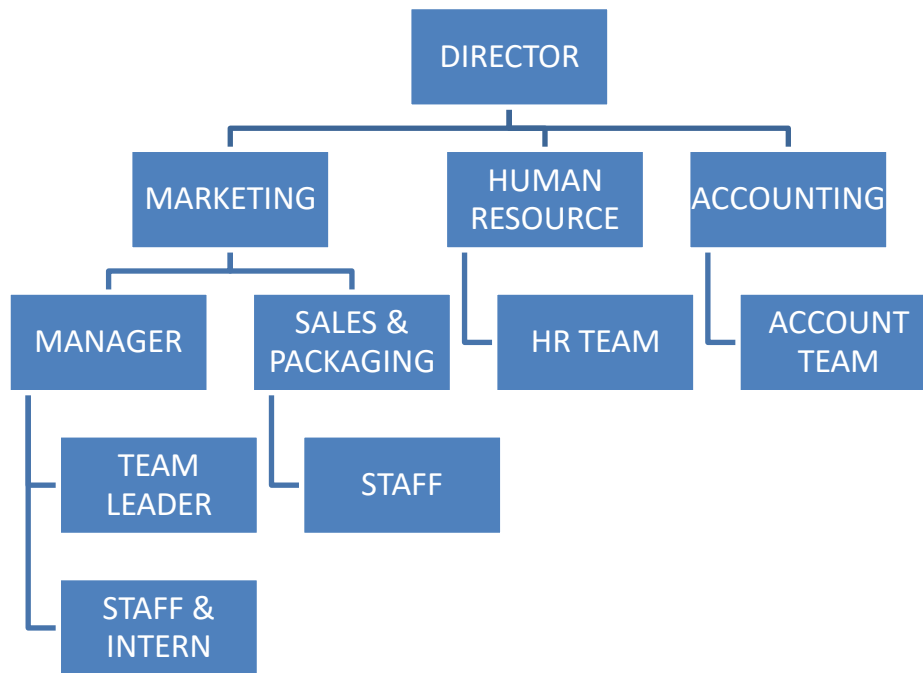 DIRECTOR
MARKETING
HUMAN
RESOURCE
ACCOUNTING
MANAGER
SALES &
PACKAGING
HR TEAM
ACCOUNT
TEAM
TEAM
LEADER
STAFF
STAFF &
INTERN